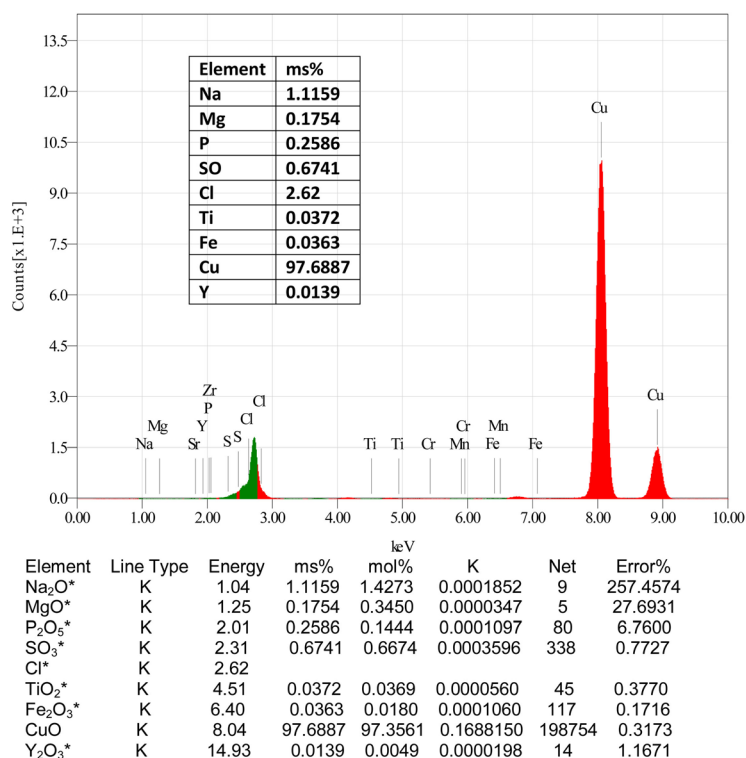 13.5
12.0
10.5
9.0
7.5
6.0
4.5
3.0
1.5
0.0
Counts[x1.E+3]
Element ms%
Na 1.1159
Mg 0.1754
P 0.2586
SO 0.6741
Cl 2.62
Ti 0.0372
Fe 0.0363
Cu 97.6887
Y 0.0139
Cu
Cu
Zr
P
Cl
Mg
Y
Cl
Cr
Mn
Na
Sr
S
S
Ti
Ti
Cr
Mn
Fe
Fe
0.00 1.00 2.00 3.00 4.00 5.00 6.00 7.00 8.00 9.00 10.00
keV
Element Line Type Energy ms% mol% K Net Error%
Na₂O* K 1.04 1.1159 1.4273 0.0001852 9 257.4574
MgO* K 1.25 0.1754 0.3450 0.0000347 5 27.6931
P₂O₅* K 2.01 0.2586 0.1444 0.0001097 80 6.7600
SO₃* K 2.31 0.6741 0.6674 0.0003596 338 0.7727
Cl* K 2.62
TiO₂* K 4.51 0.0372 0.0369 0.0000560 45 0.3770
Fe₂O₃* K 6.40 0.0363 0.0180 0.0001060 117 0.1716
CuO K 8.04 97.6887 97.3561 0.1688150 198754 0.3173
Y₂O₃* K 14.93 0.0139 0.0049 0.0000198 14 1.1671